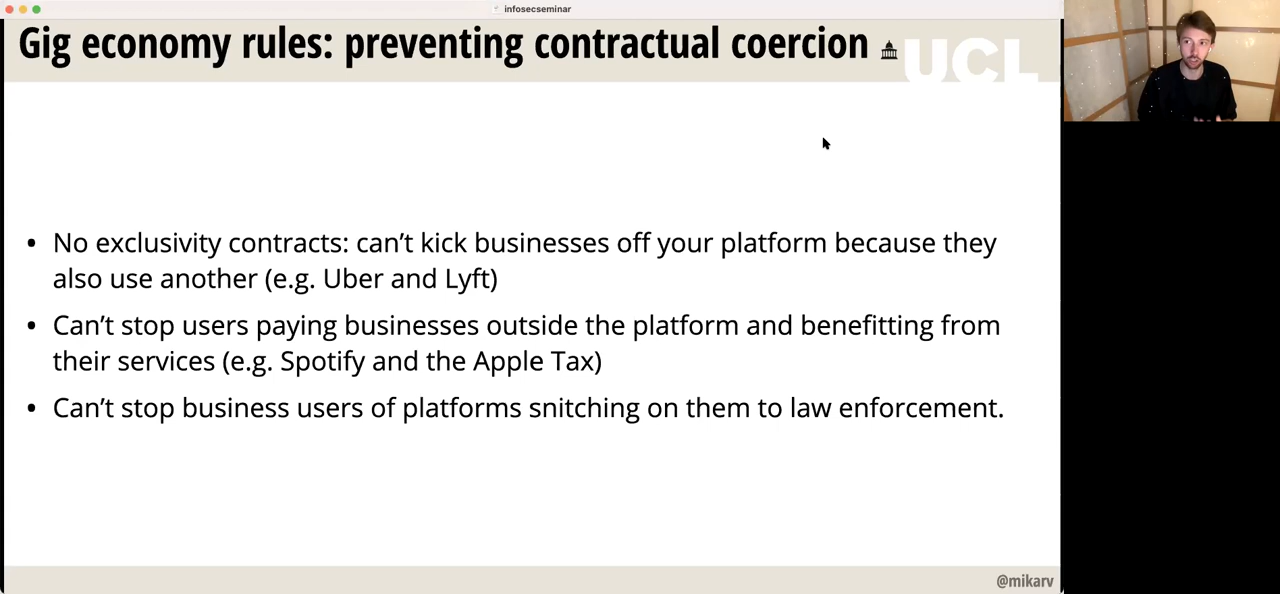 infosecseminar
Gig economy rules: preventing contractual coercion
UCL
• No exclusivity contracts: can’t kick businesses off your platform because they
also use another (e.g. Uber and Lyft)
• Can’t stop users paying businesses outside the platform and benefitting from
their services (e.g. Spotify and the Apple Tax)
• Can’t stop business users of platforms snitching on them to law enforcement.
@mikarv